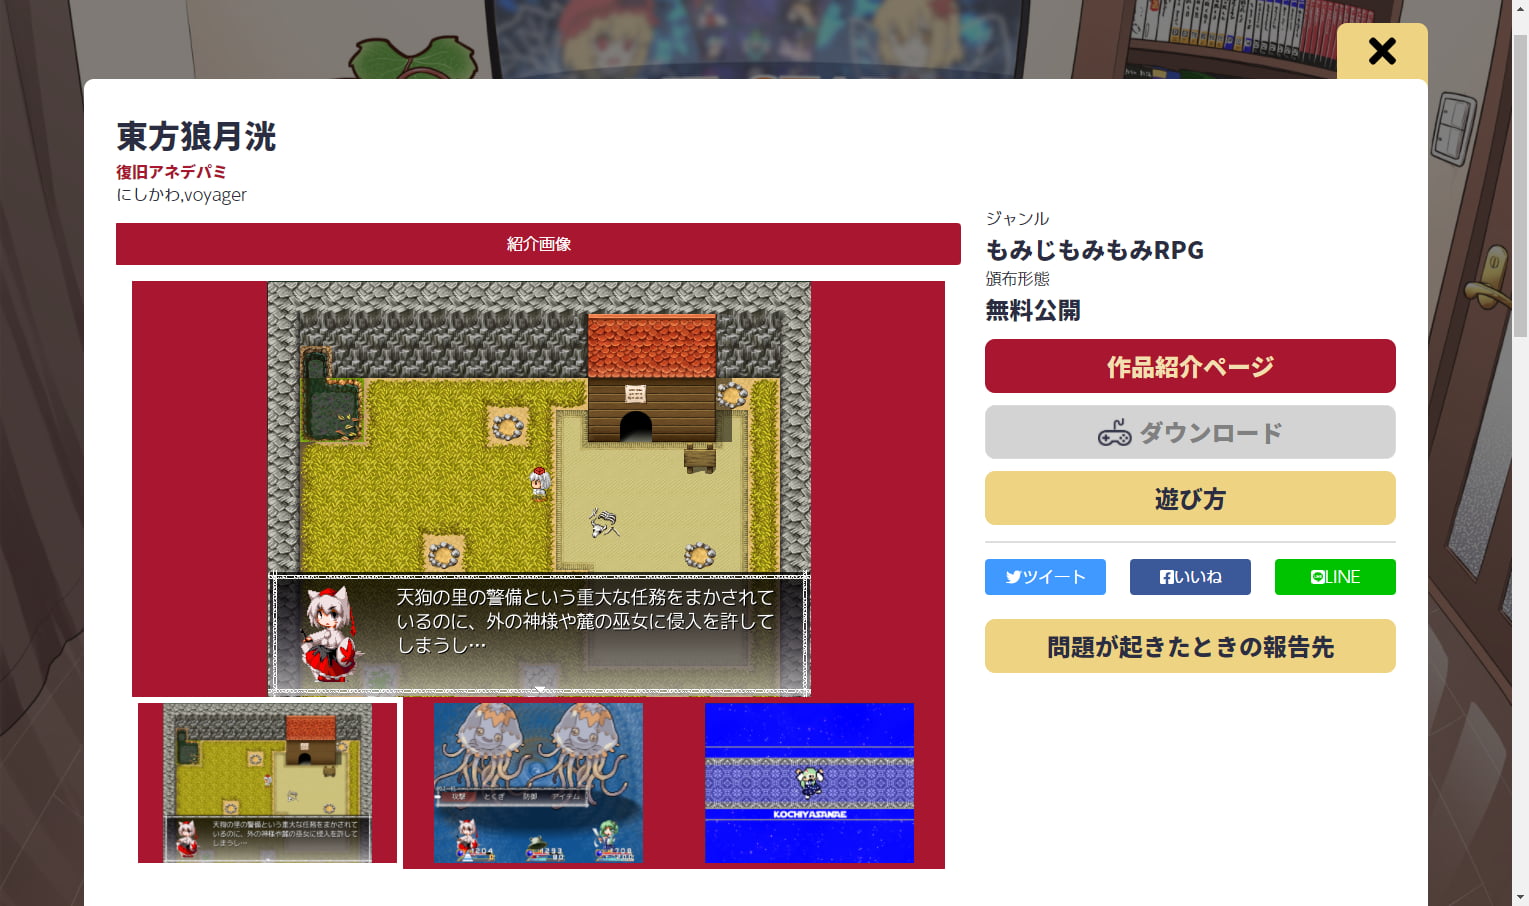 東方狼月洸
復旧アネデパミ
にしかわ,voyager
紹介画像
天狗の里の警備という重大な任務をまかされて
いるのに、外の神様や麓の巫女に侵入を許して
しまうし…
天狗の里の警備という重大な任務をまかされて
いるのに、外の神様や麓の巫女に侵入を許して
しまうし…
攻撃 とくぎ 防御 アイテム
KOCHIYASANAE
ジャンル
もみじもみもみRPG
頒布形態
無料公開
作品紹介ページ
ダウンロード
遊び方
ツイート
いいね
LINE
問題が起きたときの報告先